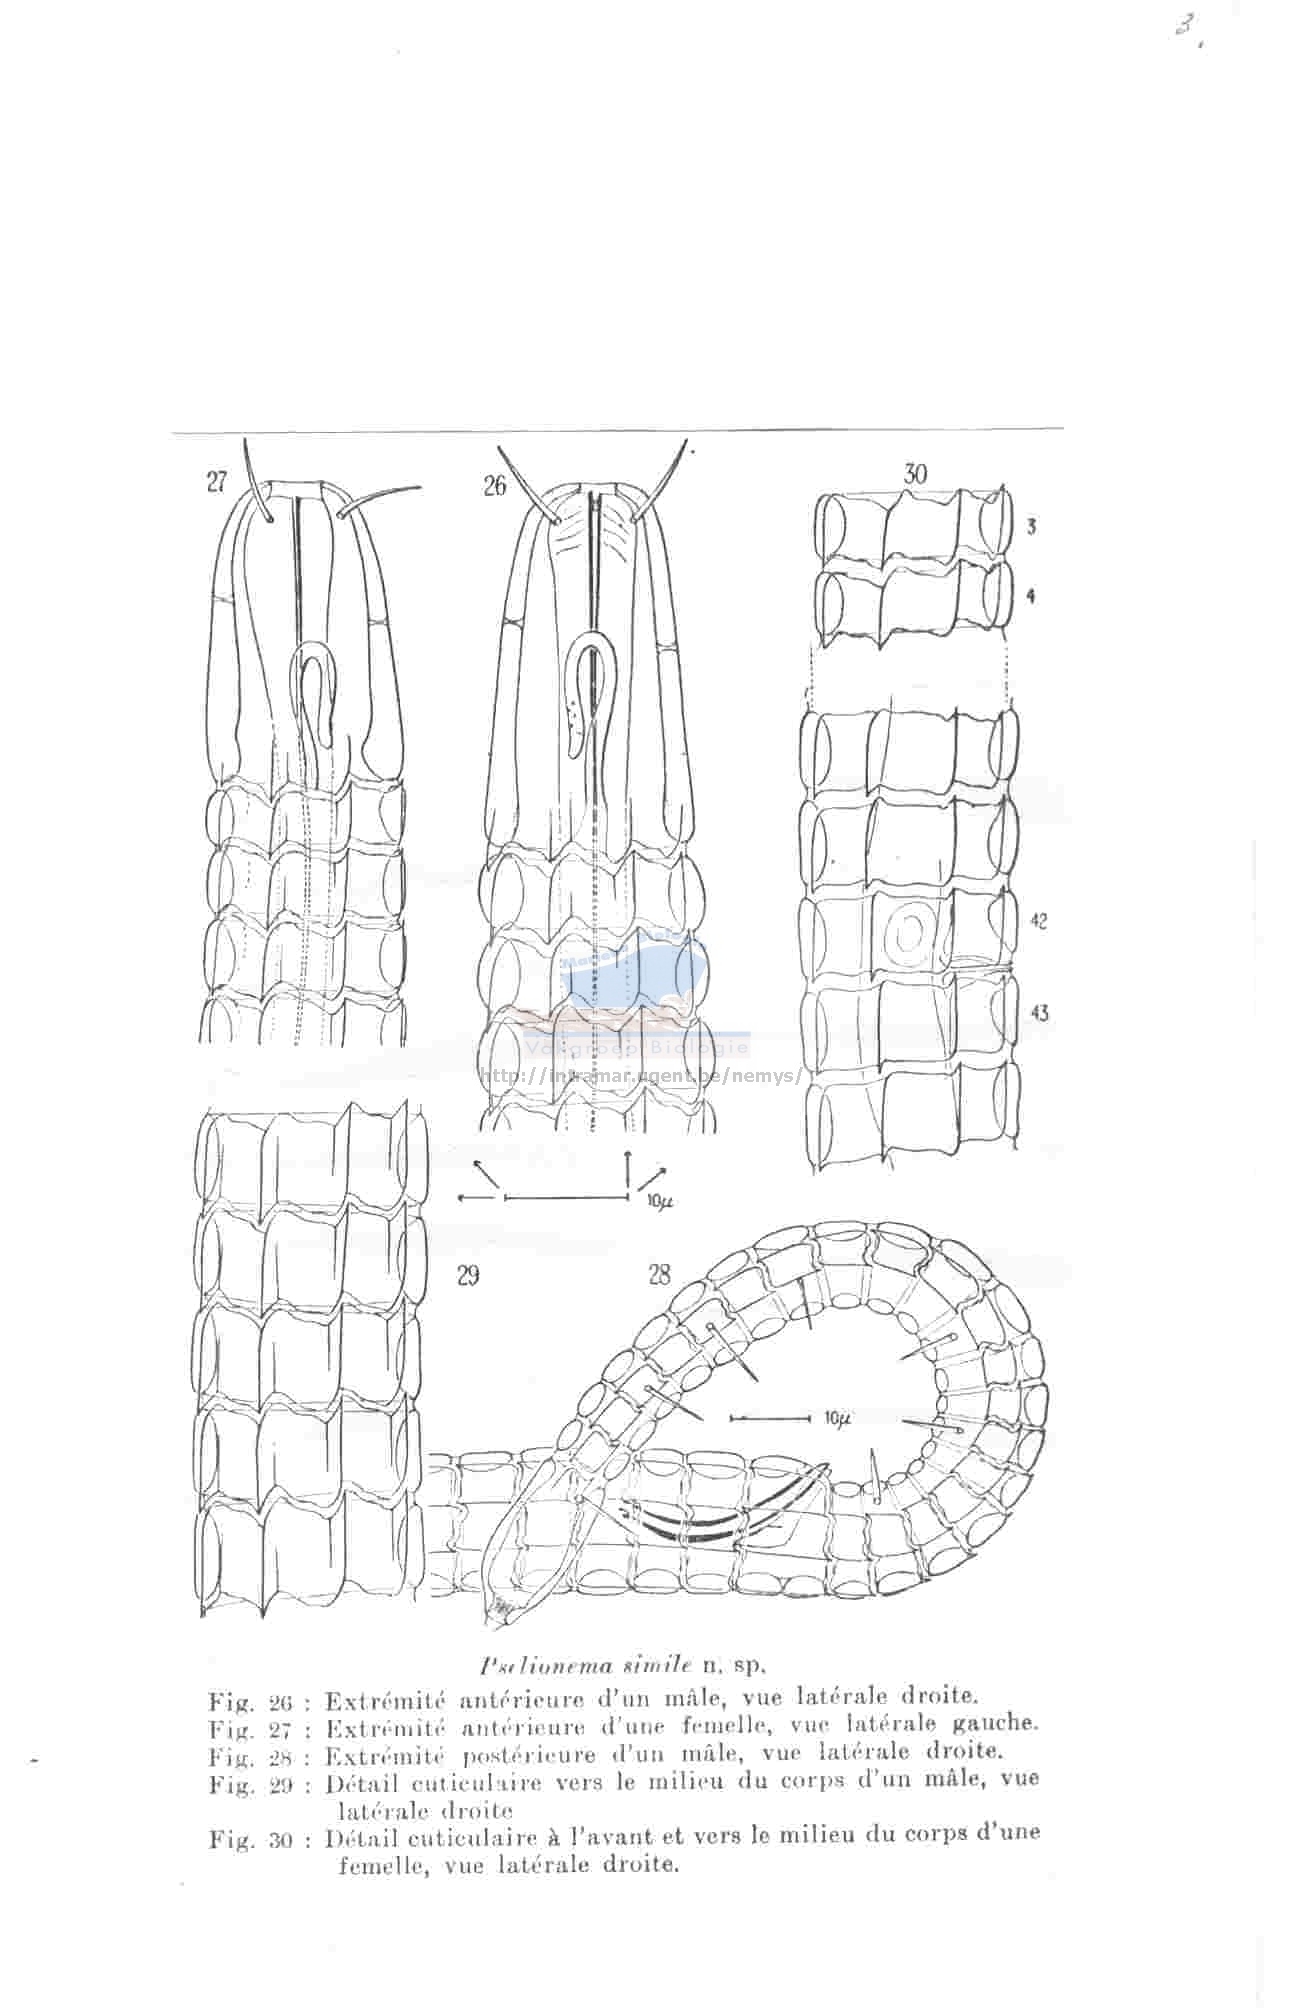 3.
27
26
30
3
4
42
43
Vakgroep Biologie
http://intramar.ugent.be/nemys/
10µ
29
28
10µ
Pselionema simile n. sp.
Fig. 26 : Extrémité antérieure d'un mâle, vue latérale droite.
Fig. 27 : Extrémité antérieure d'une femelle, vue latérale gauche.
Fig. 28 : Extrémité postérieure d'un mâle, vue latérale droite.
Fig. 29 : Détail cuticulaire vers le milieu du corps d'un mâle, vue
latérale droite
Fig. 30 : Détail cuticulaire à l'avant et vers le milieu du corps d'une
femelle, vue latérale droite.